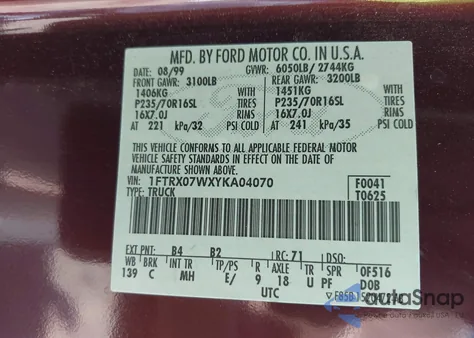 MFD. BY FORD MOTOR CO. IN U.S.A.
DATE: 08/99 GVWR: 6050LB/ 2744KG
FRONT GAWR: 3100LB REAR GAWR: 3200LB
1406KG WITH 1451KG WITH
P235/70R16SL TIRES P235/70R16SL TIRES
16X7.0J RIMS 16X7.0J RIMS
AT 221 kPa/32 PSI COLD AT 241 kPa/35 PSI COLD
THIS VEHICLE CONFORMS TO ALL APPLICABLE FEDERAL MOTOR
VEHICLE SAFETY STANDARDS IN EFFECT ON THE DATE OF
MANUFACTURE SHOWN ABOVE.
VIN: 1FTRX07WXYKA04070 F0041
TYPE: TRUCK T0625
EXT PNT: B4 B2 RC: 71 DSO:
WB BRK INT TR TP/PS R AXLE TR SPR 0F516
139 C MH E/ 9 18 U PF DOB
UTC
autoSnap